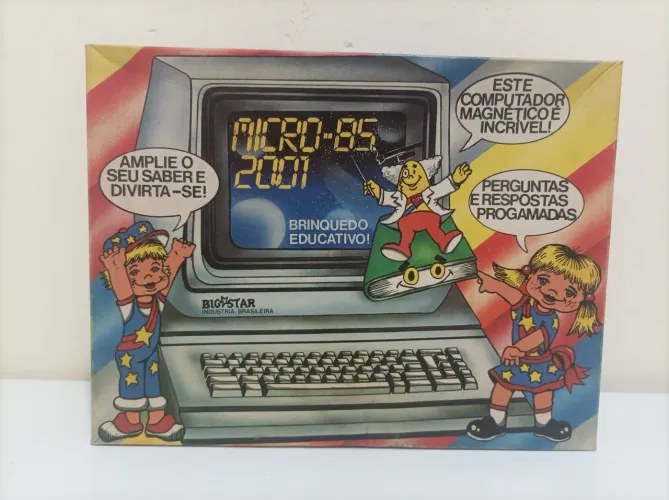 MICRO-85
2001
BRINQUEDO
EDUCATIVO!
AMPLIE O
SEU SABER E
DIVIRTA-SE!
ESTE
COMPUTADOR
MAGNÉTICO É
INCRÍVEL!
PERGUNTAS
E RESPOSTAS
PROGAMADAS
BIG STAR
INDUSTRIA BRASILEIRA